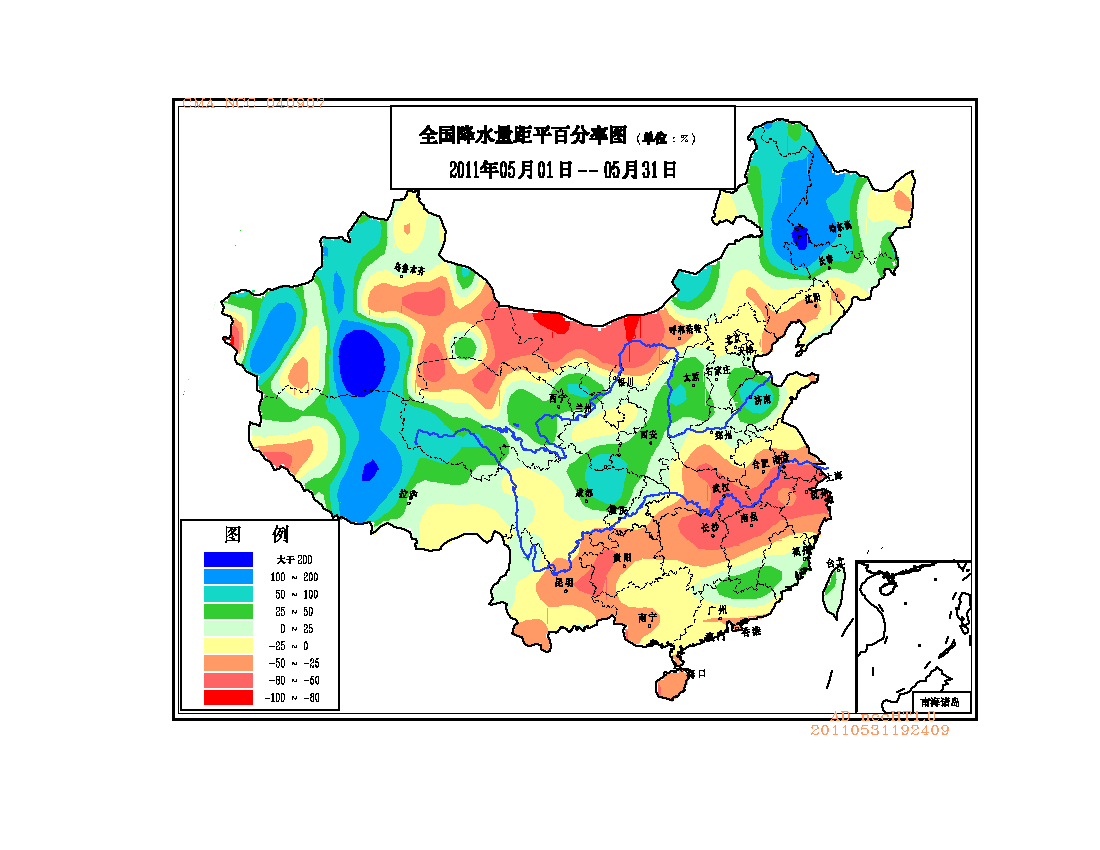 CMA NCC 040902
全国降水量距平百分率图 (单位:%)
2011年05月01日 -- 05月31日
哈尔滨
长春
乌鲁木齐
沈阳
呼和浩特
北京
天津
银川
太原
石家庄
西宁
兰州
济南
西安
郑州
合肥
南京
上海
拉萨
成都
武汉
杭州
重庆
长沙
南昌
图 例
大于200
100 ~ 200
50 ~ 100
25 ~ 50
0 ~ 25
-25 ~ 0
-50 ~ -25
-80 ~ -50
-100 ~ -80
贵阳
福州
台北
昆明
广州
南宁
澳门
香港
海口
南海诸岛
20110531192409